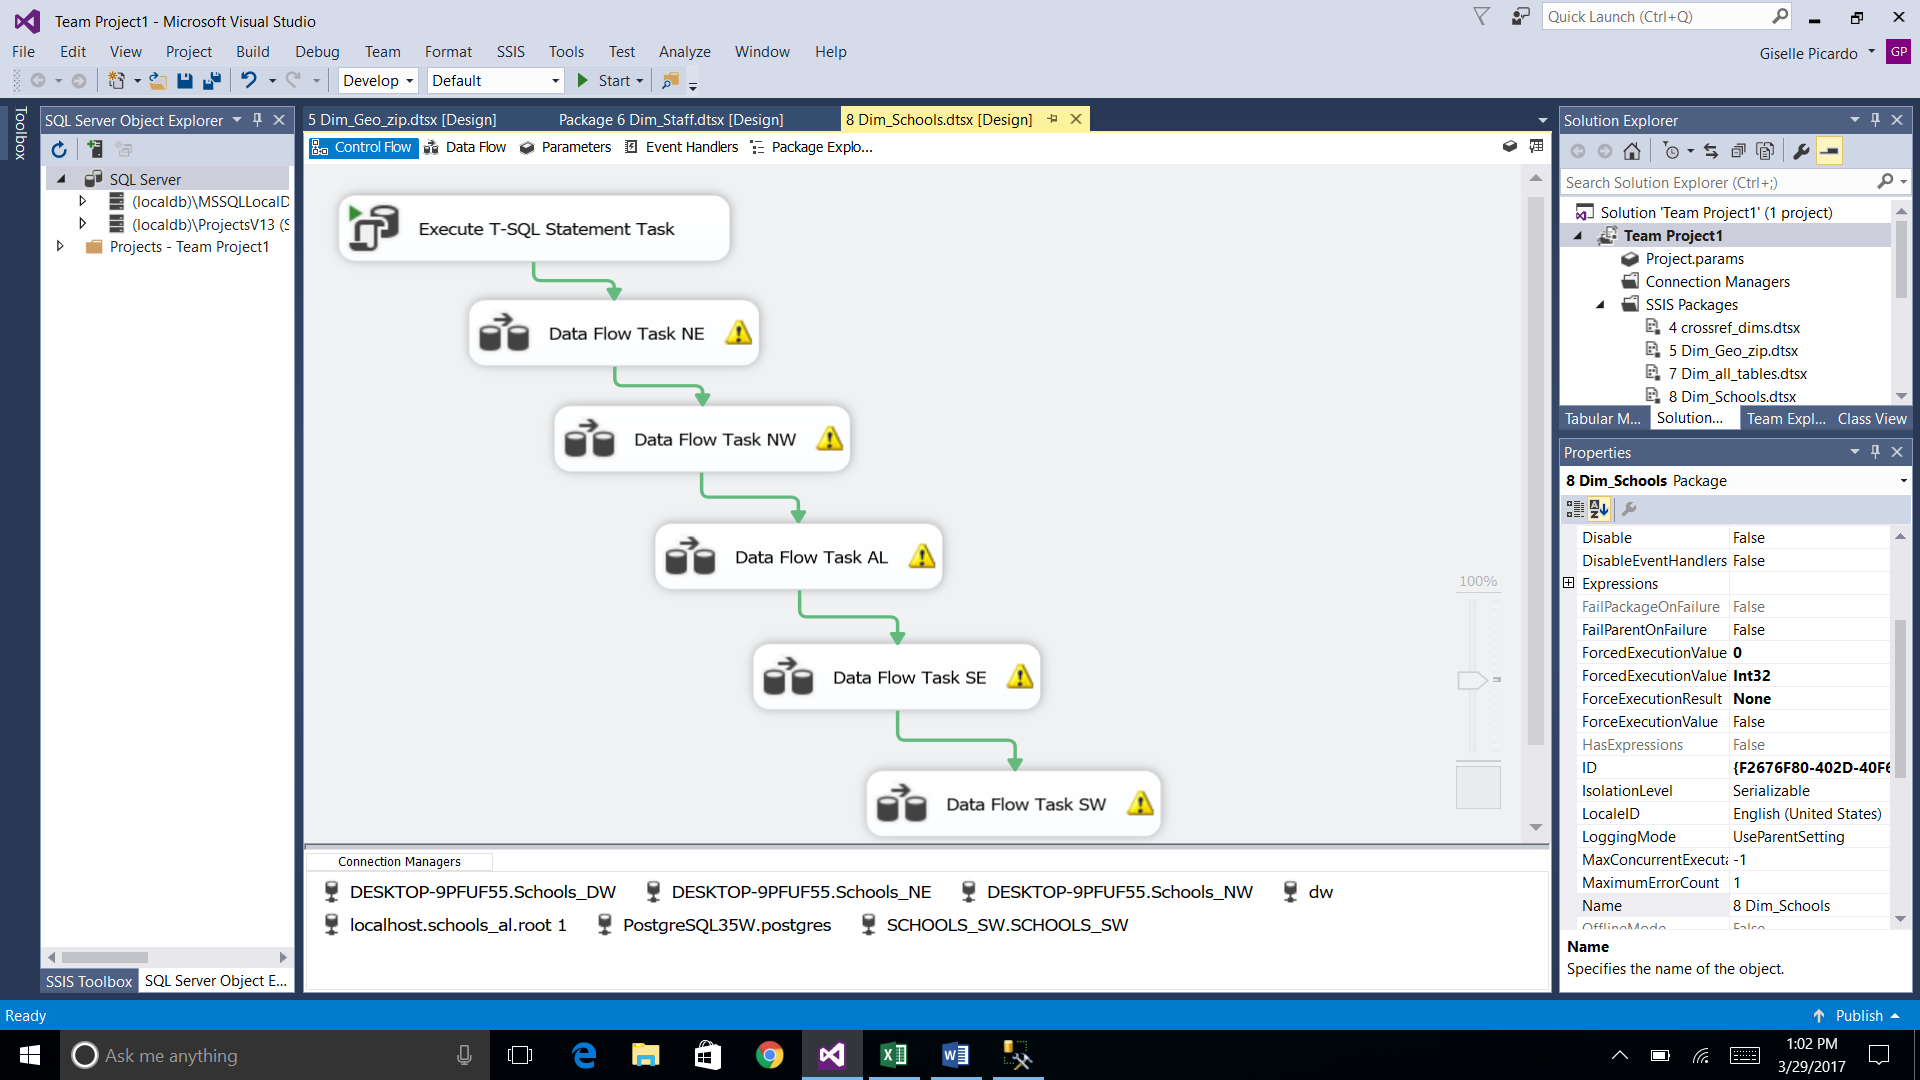 Team Project1 - Microsoft Visual Studio
Quick Launch (Ctrl+Q)
File Edit View Project Build Debug Team Format SSIS Tools Test Analyze Window Help
Giselle Picardo GP
Develop Default Start
Toolbox
SQL Server Object Explorer
SQL Server
(localdb)\MSSQLLocalD
(localdb)\ProjectsV13 (S
Projects - Team Project1
SSIS Toolbox SQL Server Object E...
5 Dim_Geo_zip.dtsx [Design] Package 6 Dim_Staff.dtsx [Design] 8 Dim_Schools.dtsx [Design]
Control Flow Data Flow Parameters Event Handlers Package Explo...
Execute T-SQL Statement Task
Data Flow Task NE
Data Flow Task NW
Data Flow Task AL
Data Flow Task SE
Data Flow Task SW
100%
Connection Managers
DESKTOP-9PFUF55.Schools_DW DESKTOP-9PFUF55.Schools_NE DESKTOP-9PFUF55.Schools_NW dw
localhost.schools_al.root 1 PostgreSQL35W.postgres SCHOOLS_SW.SCHOOLS_SW
Solution Explorer
Search Solution Explorer (Ctrl+;)
Solution 'Team Project1' (1 project)
Team Project1
Project.params
Connection Managers
SSIS Packages
4 crossref_dims.dtsx
5 Dim_Geo_zip.dtsx
7 Dim_all_tables.dtsx
8 Dim_Schools.dtsx
Tabular M... Solution... Team Expl... Class View
Properties
8 Dim_Schools Package
Disable False
DisableEventHandlers False
Expressions
FailPackageOnFailure False
FailParentOnFailure False
ForcedExecutionValue 0
ForcedExecutionValue Int32
ForceExecutionResult None
ForceExecutionValue False
HasExpressions False
ID {F2676F80-402D-40F6
IsolationLevel Serializable
LocaleID English (United States)
LoggingMode UseParentSetting
MaxConcurrentExecuta -1
MaximumErrorCount 1
Name 8 Dim_Schools
OfflineMode False
Name
Specifies the name of the object.
Ready
Publish
Ask me anything
1:02 PM
3/29/2017